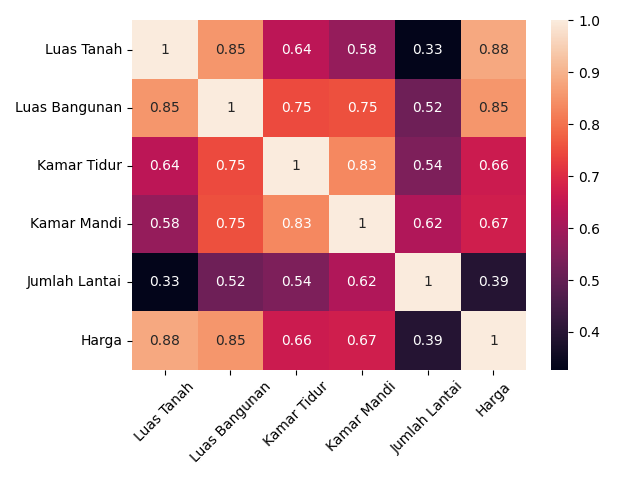 Luas Tanah 1 0.85 0.64 0.58 0.33 0.88
Luas Bangunan 0.85 1 0.75 0.75 0.52 0.85
Kamar Tidur 0.64 0.75 1 0.83 0.54 0.66
Kamar Mandi 0.58 0.75 0.83 1 0.62 0.67
Jumlah Lantai 0.33 0.52 0.54 0.62 1 0.39
Harga 0.88 0.85 0.66 0.67 0.39 1
Luas Tanah
Luas Bangunan
Kamar Tidur
Kamar Mandi
Jumlah Lantai
Harga
1.0
0.9
0.8
0.7
0.6
0.5
0.4